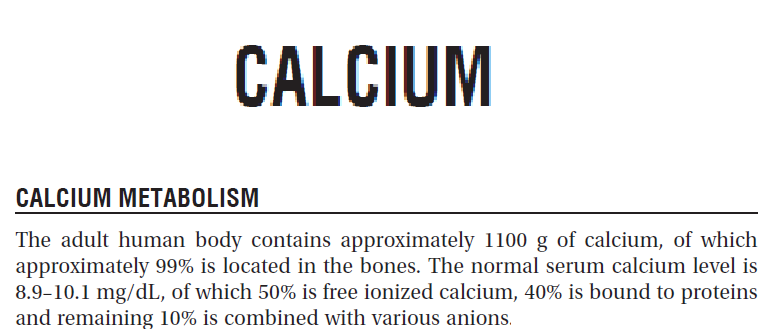 CALCIUM
CALCIUM METABOLISM
The adult human body contains approximately 1100 g of calcium, of which
approximately 99% is located in the bones. The normal serum calcium level is
8.9–10.1 mg/dL, of which 50% is free ionized calcium, 40% is bound to proteins
and remaining 10% is combined with various anions.